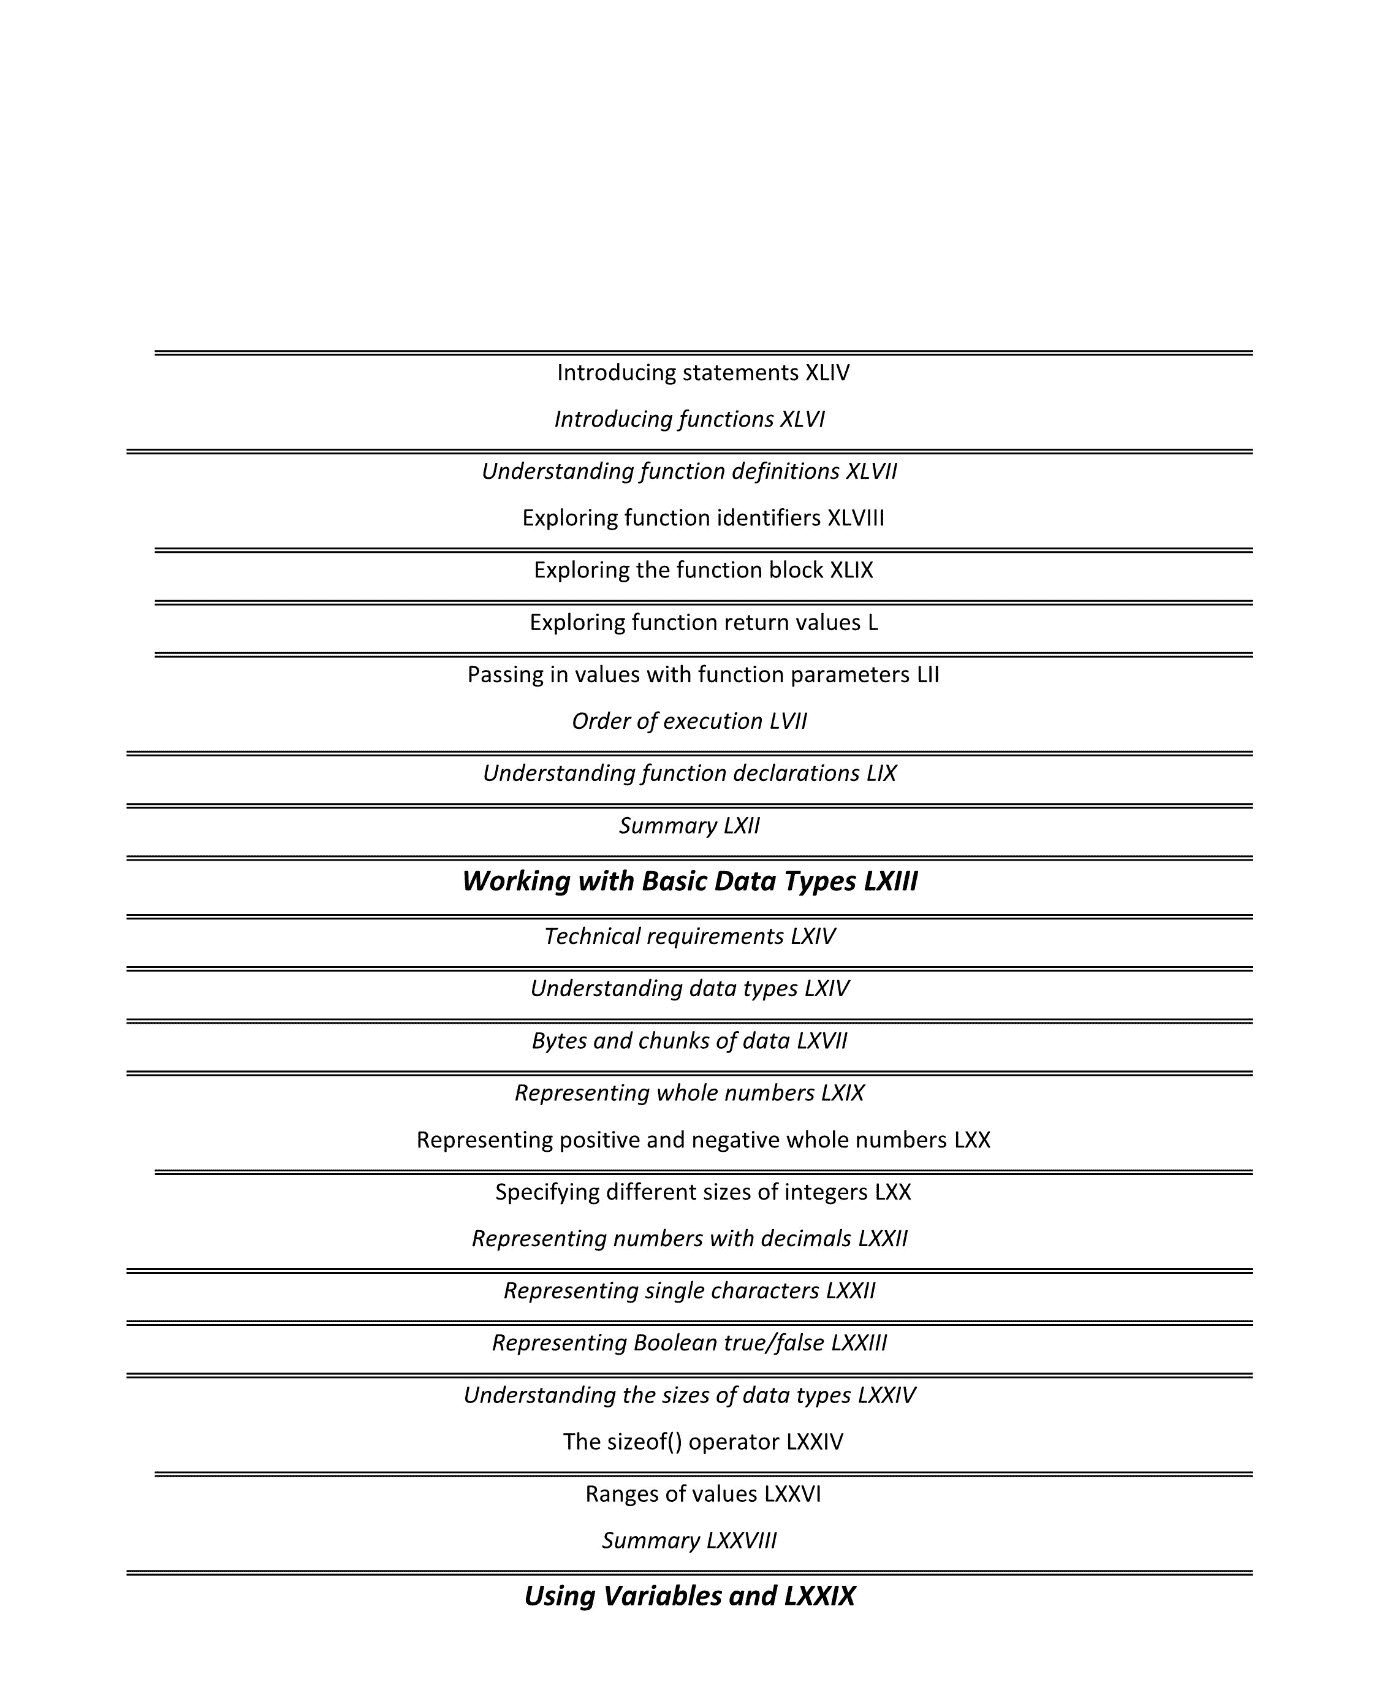 Introducing statements XLIV
Introducing functions XLVI
Understanding function definitions XLVII
Exploring function identifiers XLVIII
Exploring the function block XLIX
Exploring function return values L
Passing in values with function parameters LII
Order of execution LVII
Understanding function declarations LIX
Summary LXII
Working with Basic Data Types LXIII
Technical requirements LXIV
Understanding data types LXIV
Bytes and chunks of data LXVII
Representing whole numbers LXIX
Representing positive and negative whole numbers LXX
Specifying different sizes of integers LXX
Representing numbers with decimals LXXII
Representing single characters LXXII
Representing Boolean true/false LXXIII
Understanding the sizes of data types LXXIV
The sizeof() operator LXXIV
Ranges of values LXXVI
Summary LXXVIII
Using Variables and LXXIX